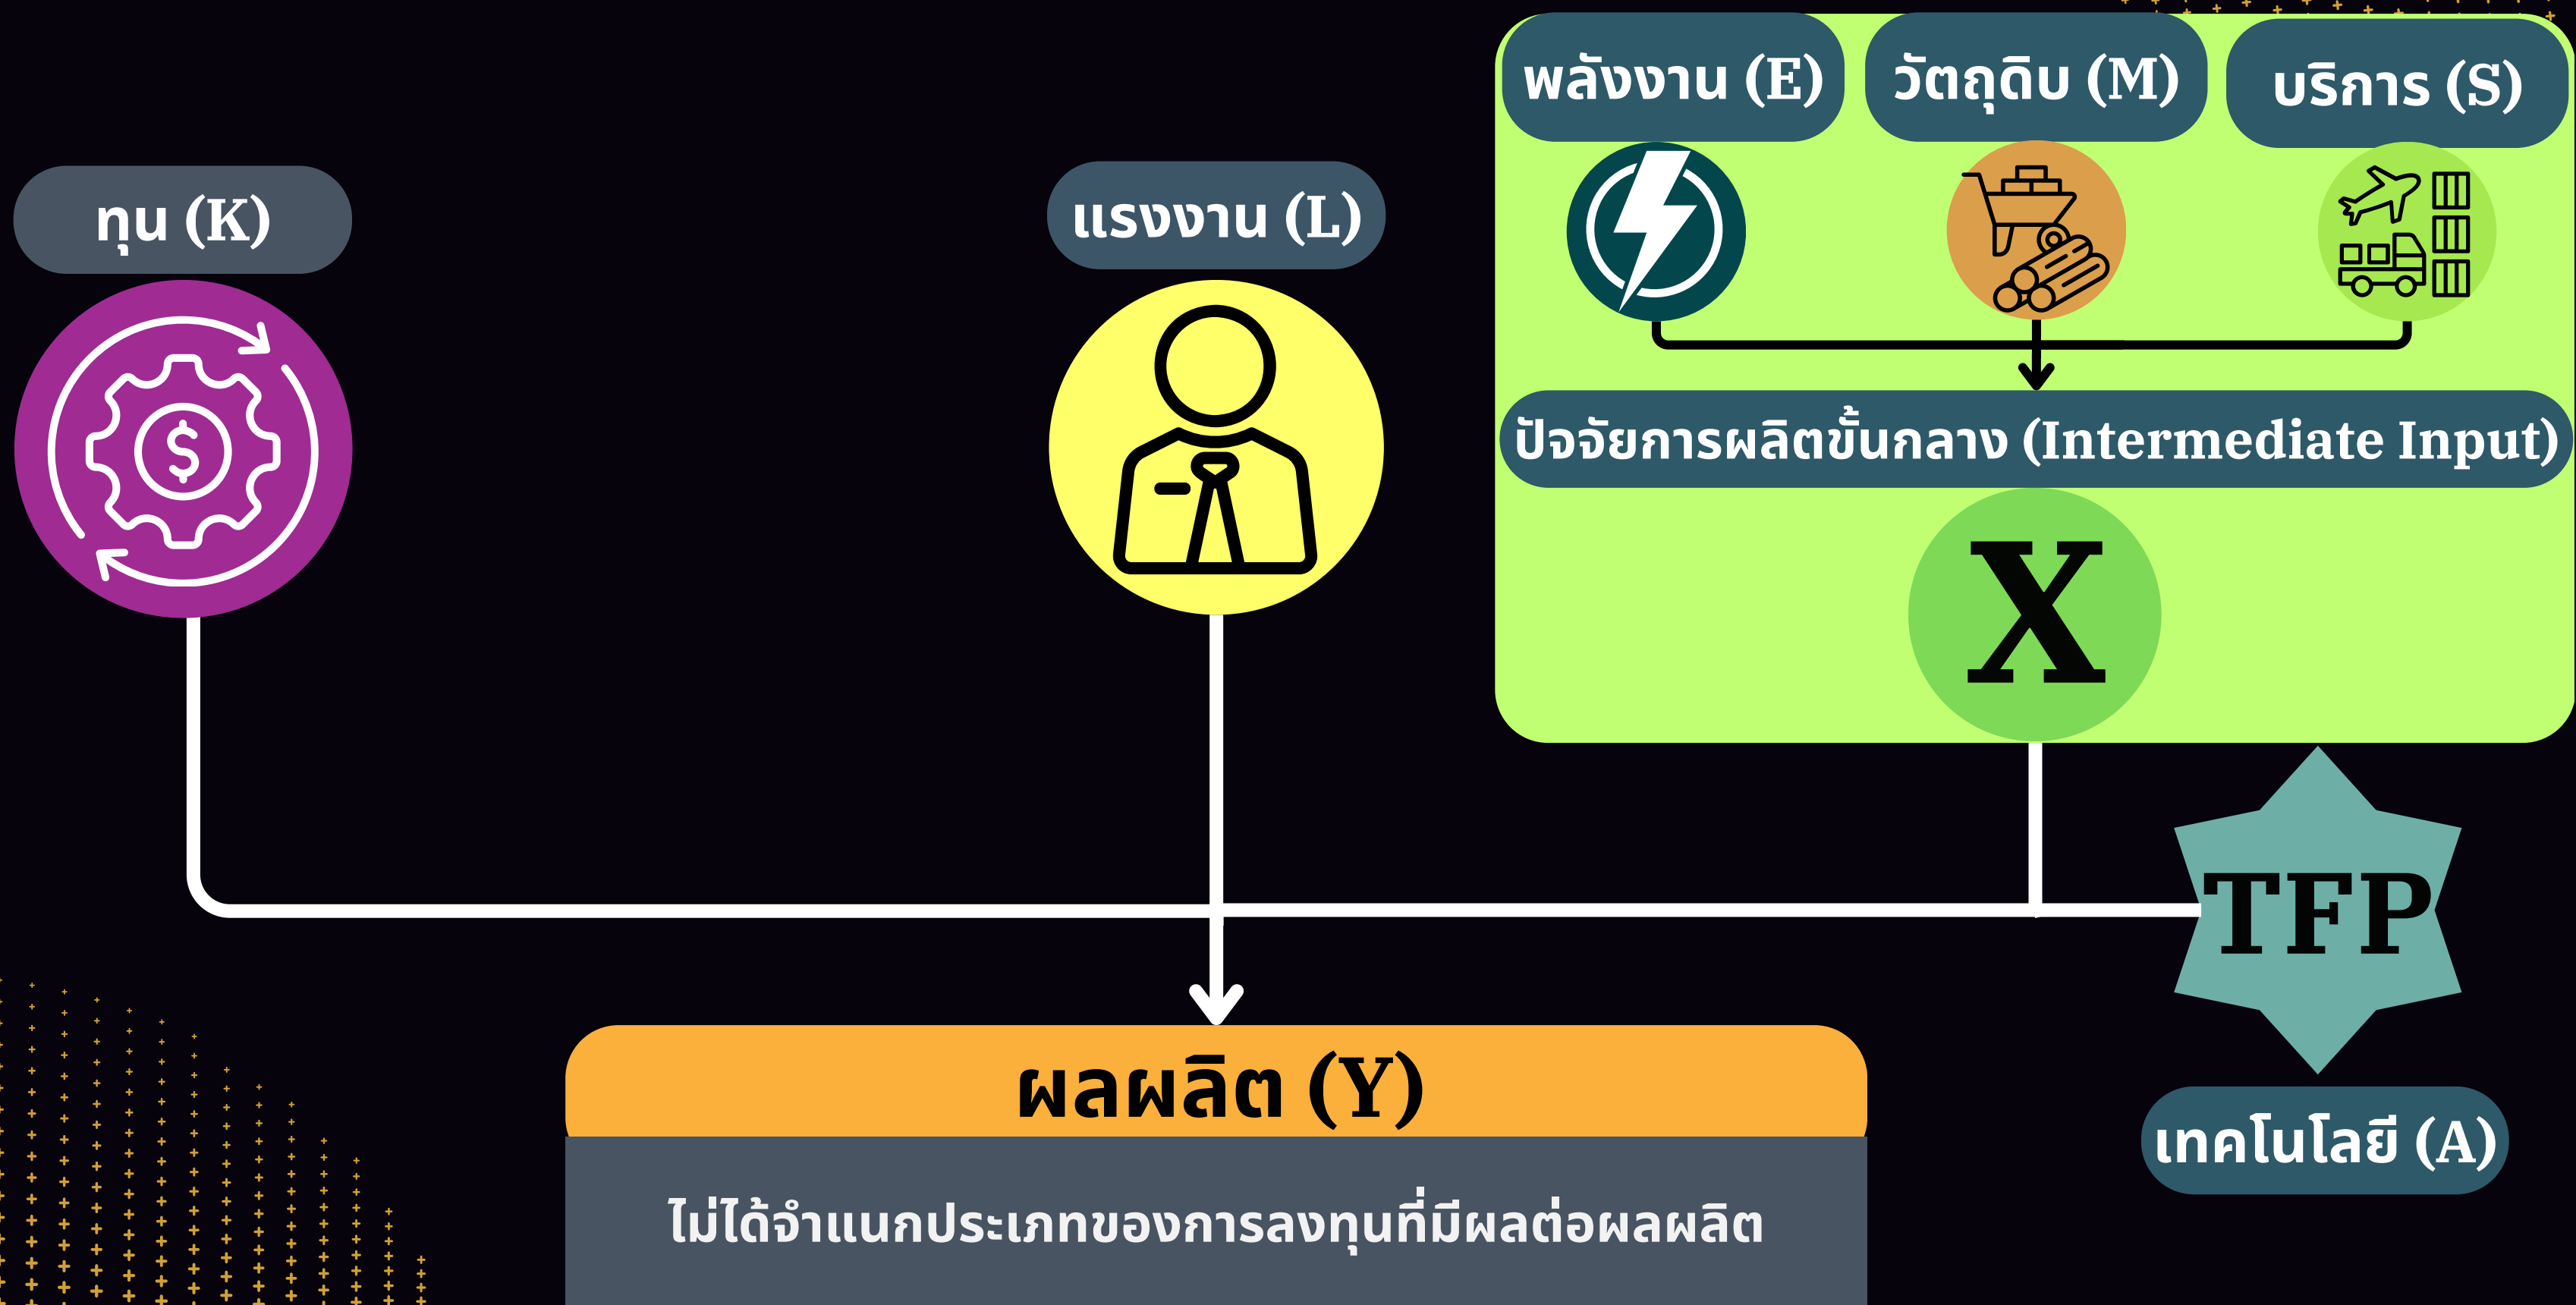 พลังงาน (E)
วัตถุดิบ (M)
บริการ (S)
ทุน (K)
แรงงาน (L)
$
ปัจจัยการผลิตขั้นกลาง (Intermediate Input)
X
TFP
ผลผลิต (Y)
เทคโนโลยี (A)
ไม่ได้จำแนกประเภทของการลงทุนที่มีผลต่อผลผลิต